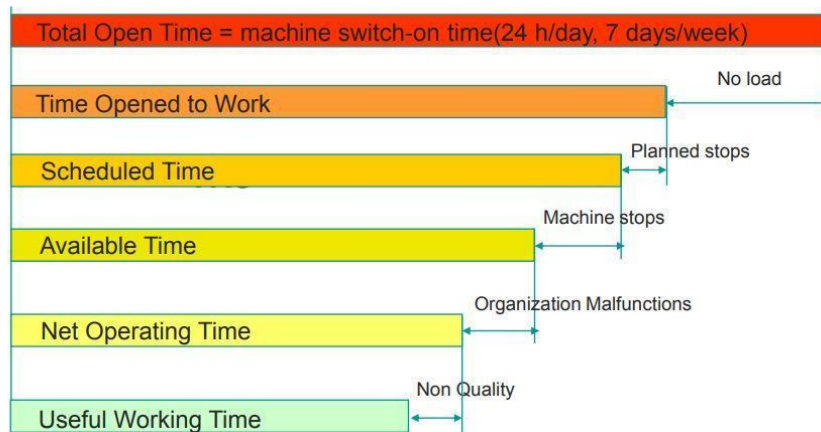 Total Open Time = machine switch-on time(24 h/day, 7 days/week)
No load
Time Opened to Work
Planned stops
Scheduled Time
Machine stops
Available Time
Organization Malfunctions
Net Operating Time
Non Quality
Useful Working Time